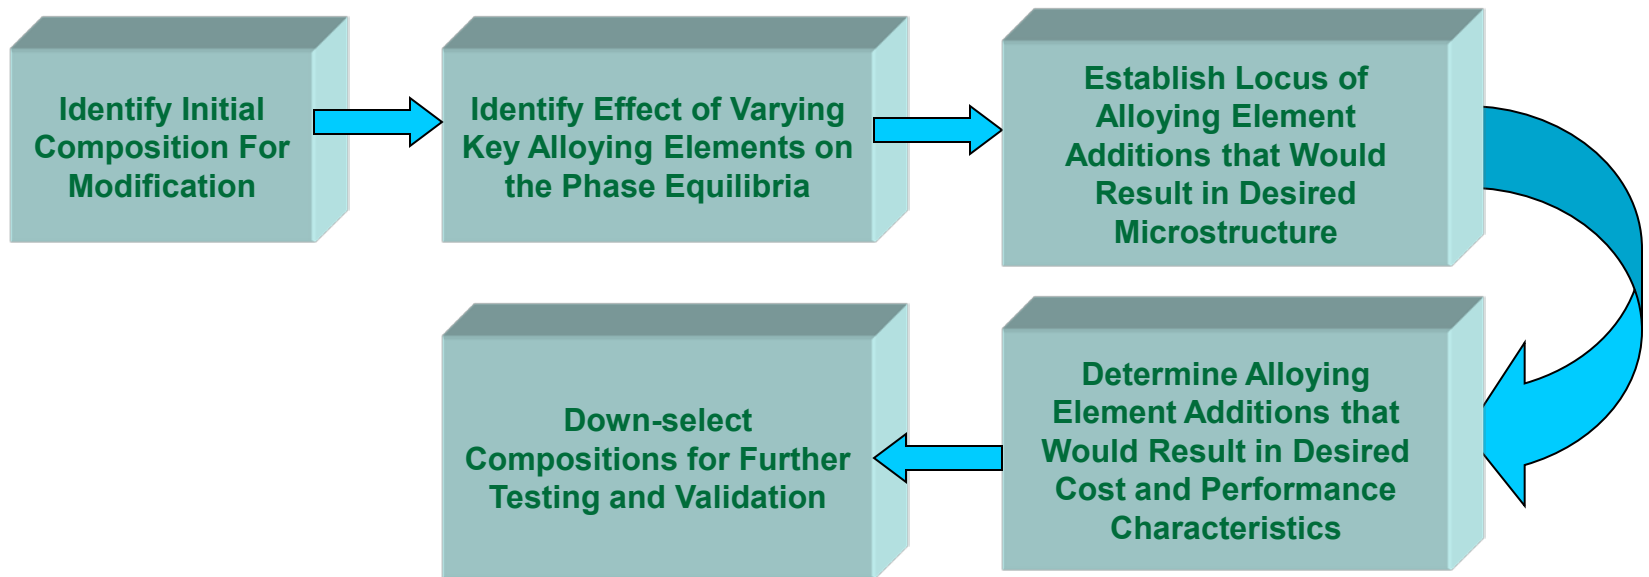 Identify Initial
Composition For
Modification
Identify Effect of Varying
Key Alloying Elements on
the Phase Equilibria
Establish Locus of
Alloying Element
Additions that Would
Result in Desired
Microstructure
Determine Alloying
Element Additions that
Would Result in Desired
Cost and Performance
Characteristics
Down-select
Compositions for Further
Testing and Validation